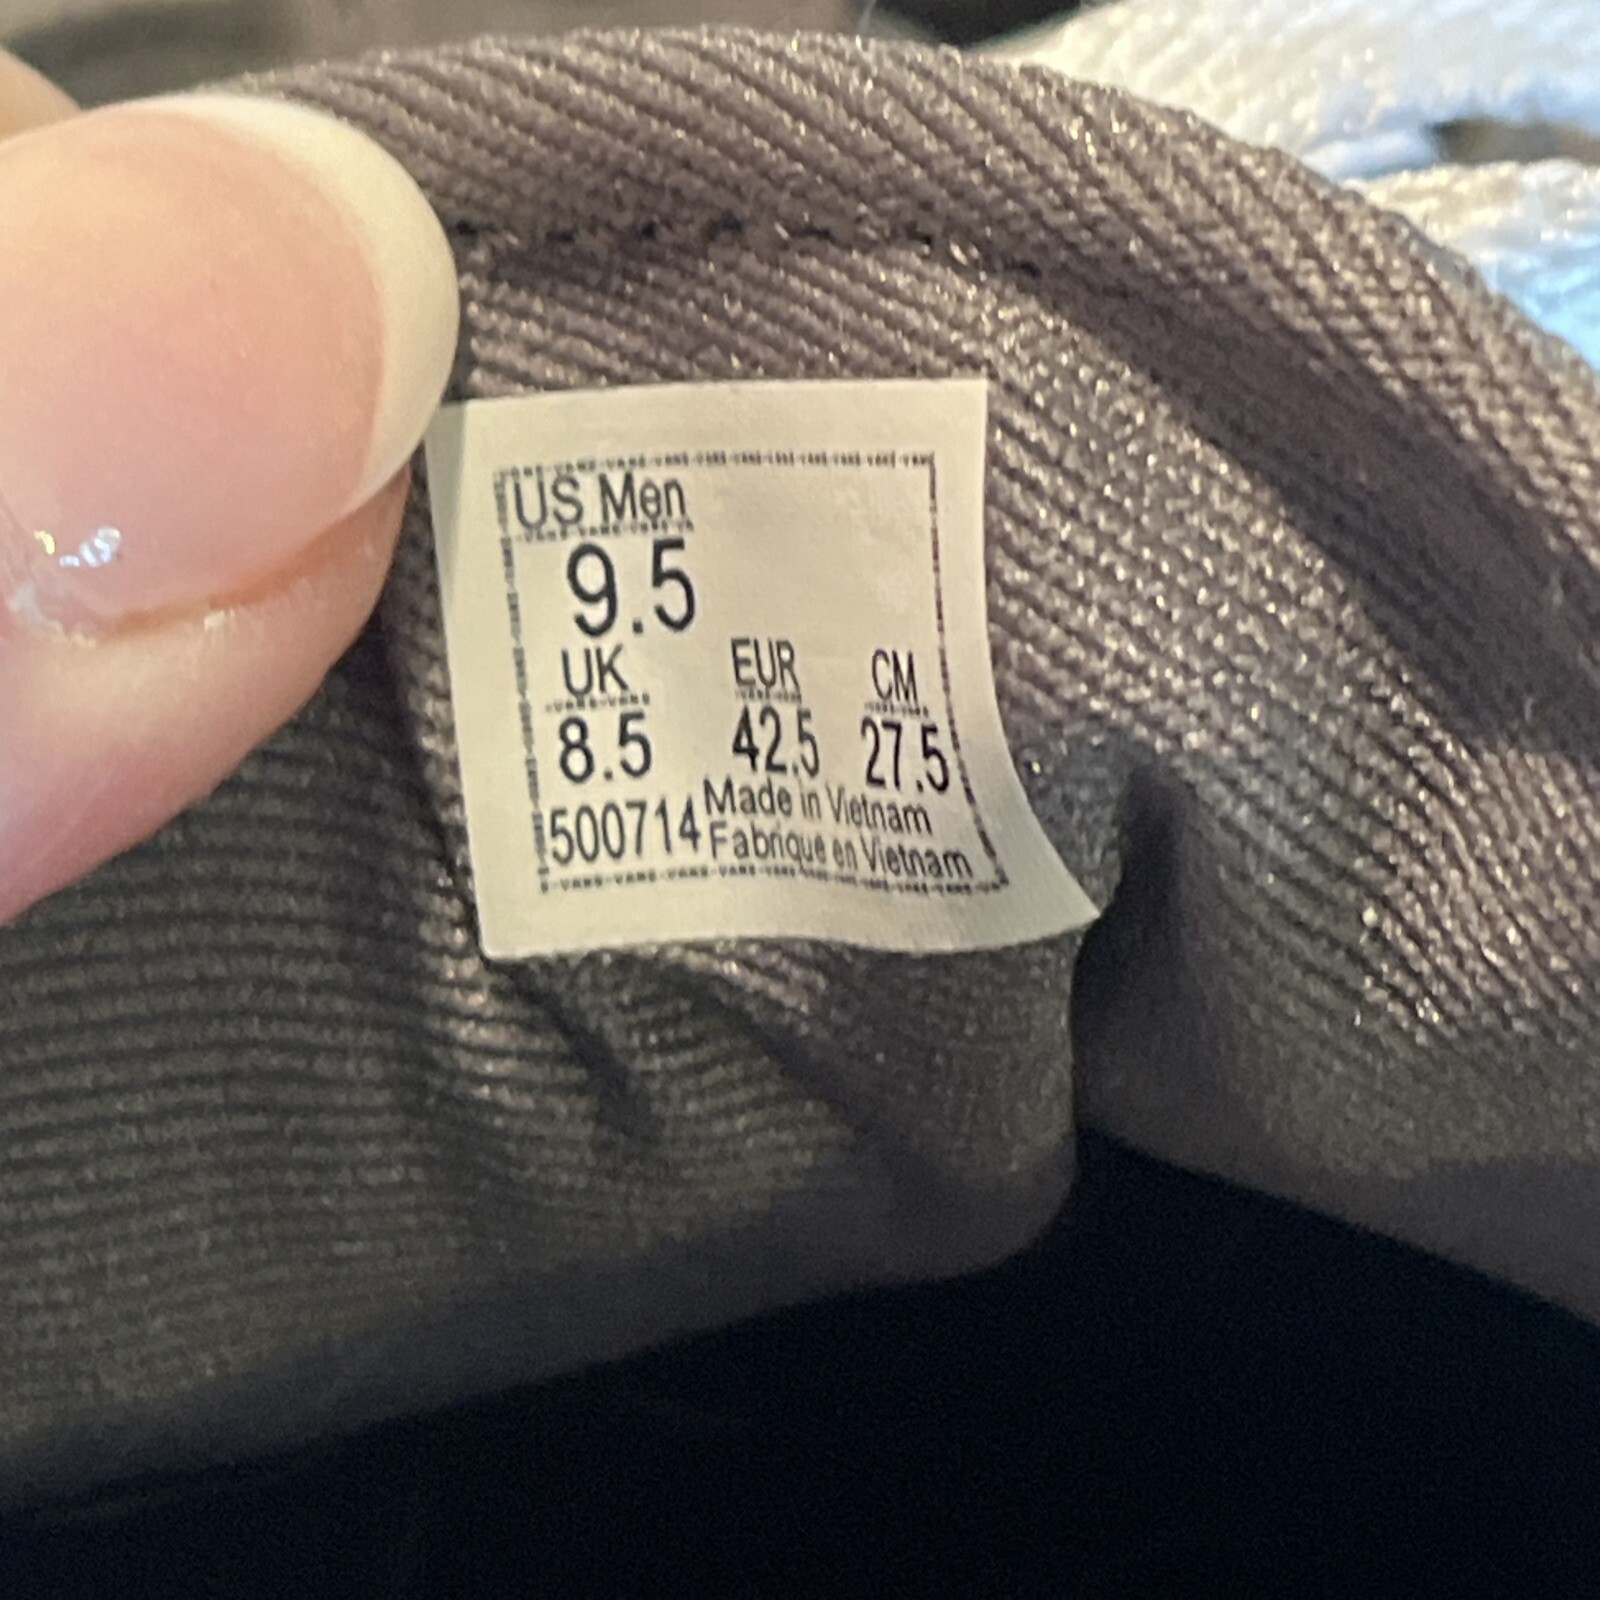 US Men
9.5
UK EUR CM
8.5 42.5 27.5
500714 Made in Vietnam
Fabriqué en Vietnam